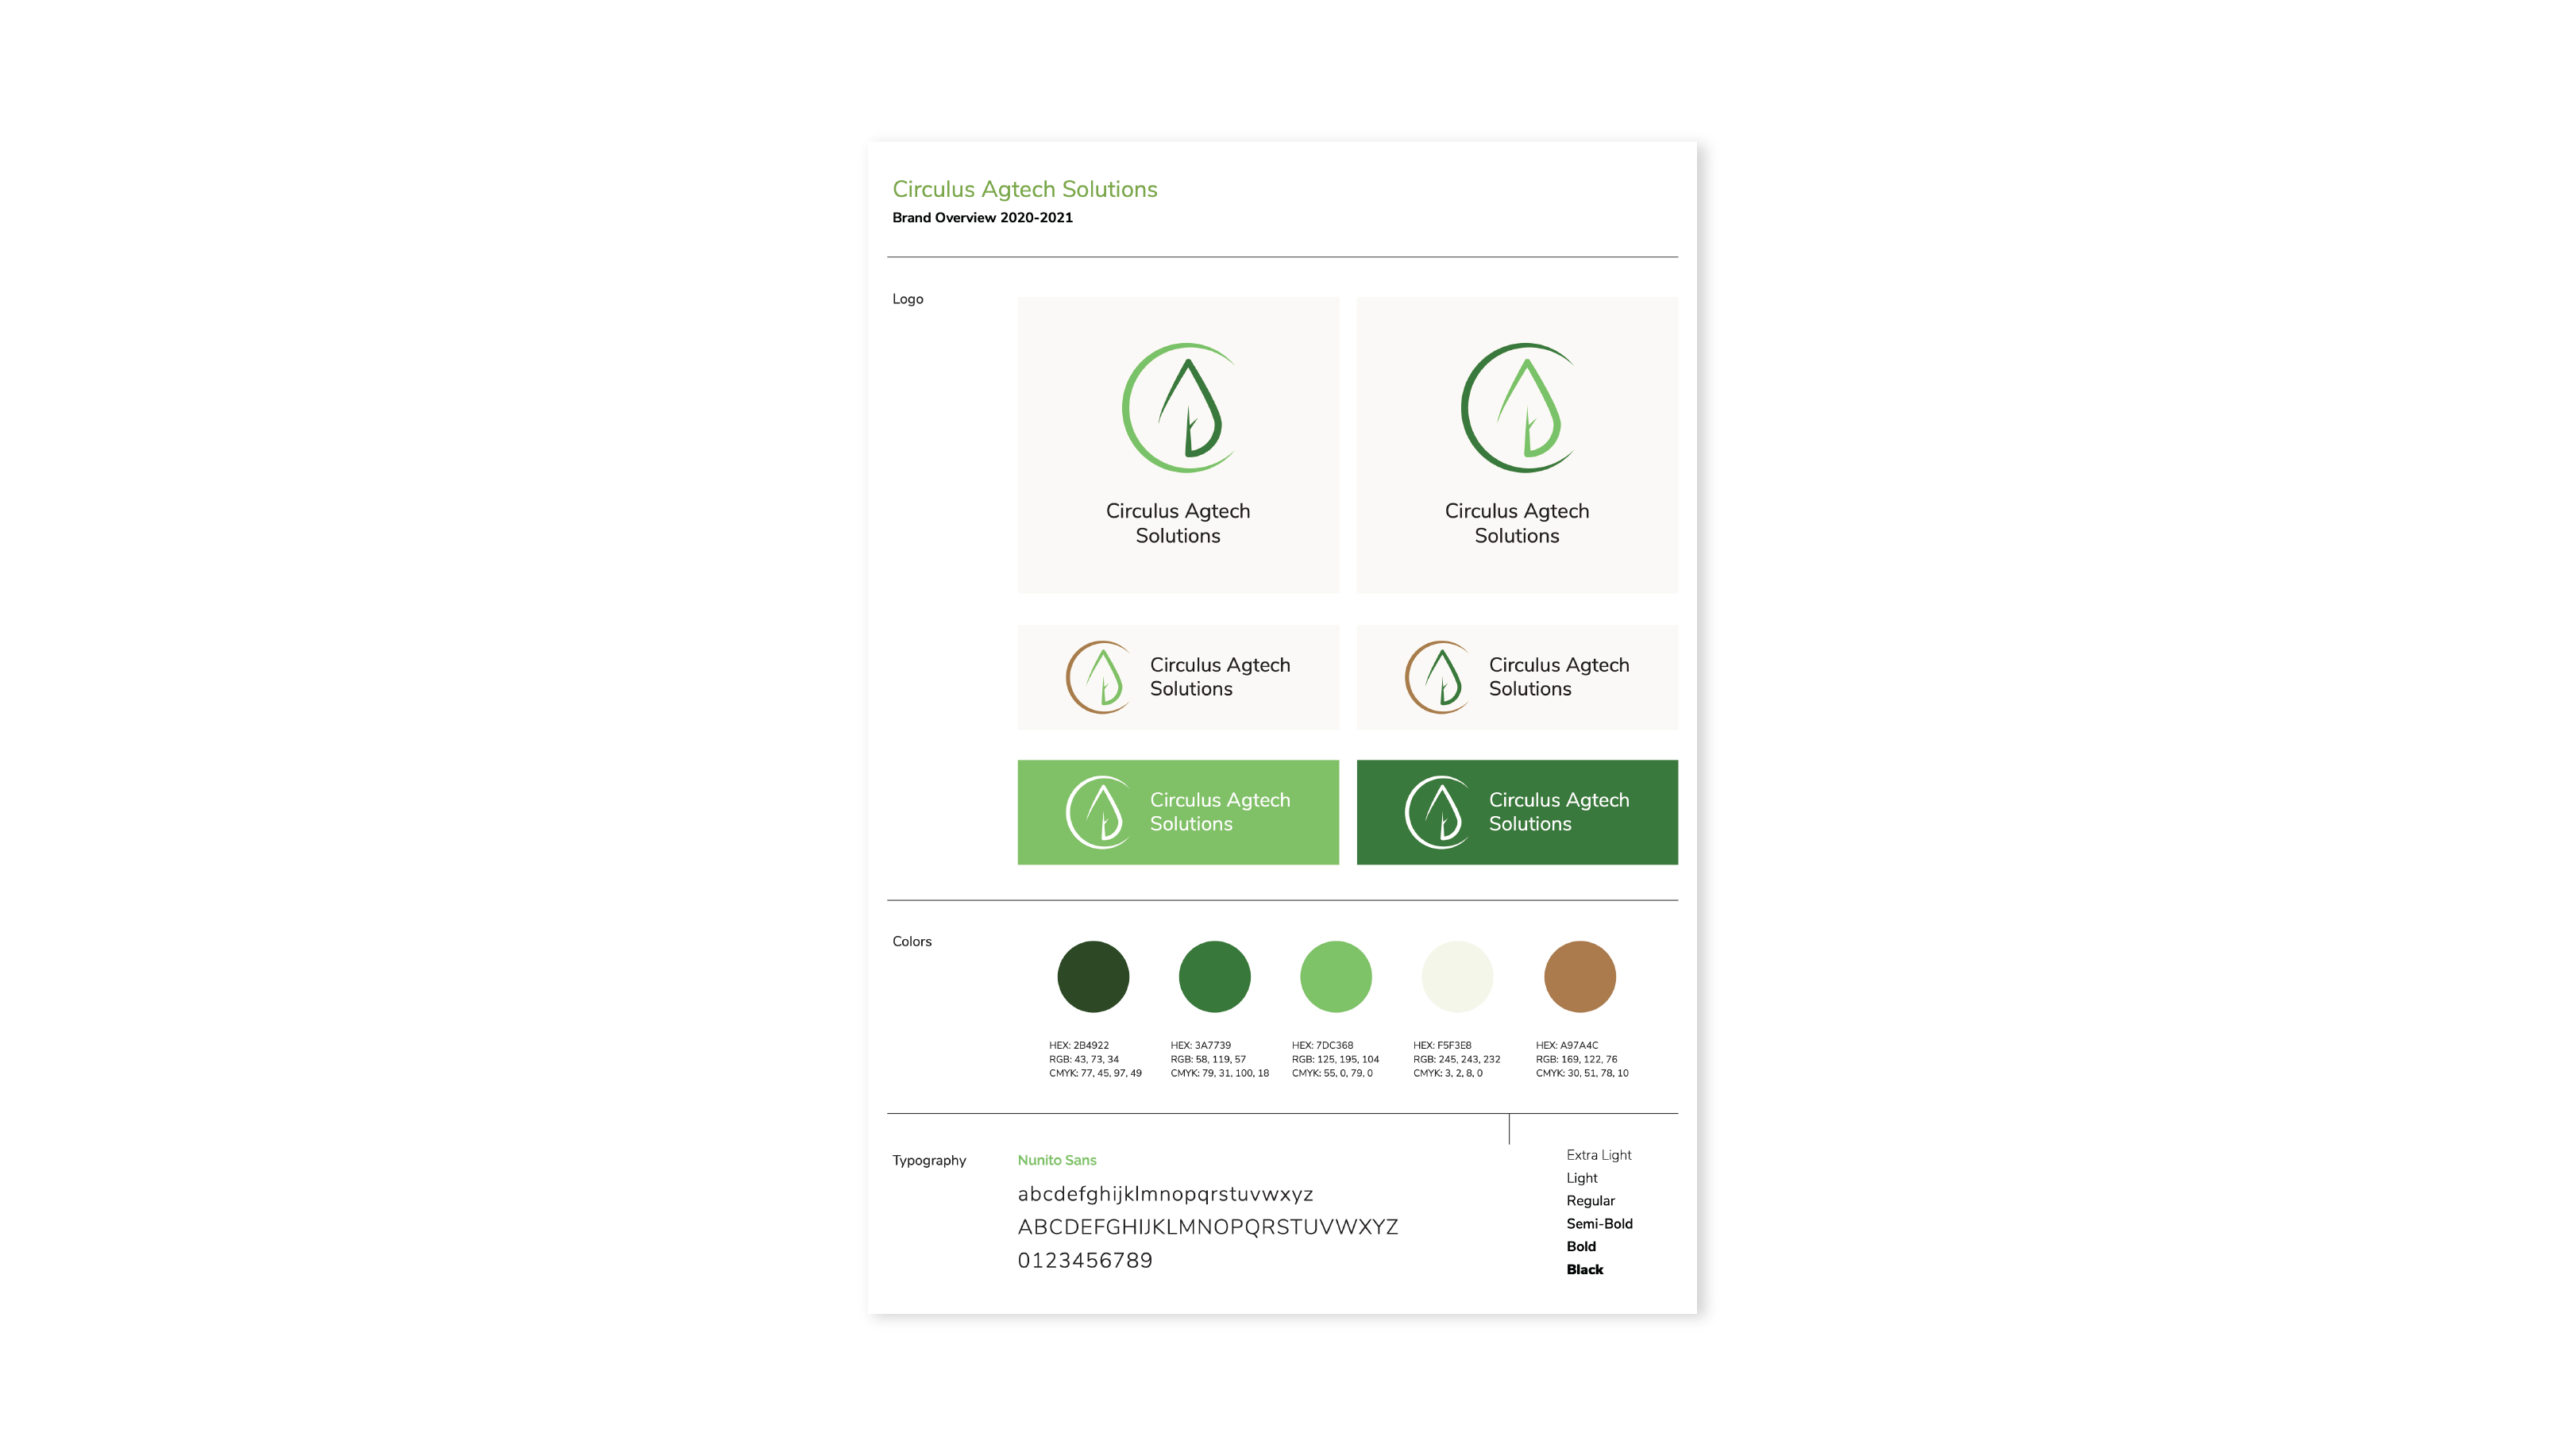 Circulus Agtech Solutions
Brand Overview 2020-2021
Logo
Circulus Agtech
Solutions
Circulus Agtech
Solutions
Circulus Agtech
Solutions
Circulus Agtech
Solutions
Circulus Agtech
Solutions
Circulus Agtech
Solutions
Colors
HEX: 2B4922
RGB: 43, 73, 34
CMYK: 77, 45, 97, 49
HEX: 3A7739
RGB: 58, 119, 57
CMYK: 79, 31, 100, 18
HEX: 7DC368
RGB: 125, 195, 104
CMYK: 55, 0, 79, 0
HEX: F5F3E8
RGB: 245, 243, 232
CMYK: 3, 2, 8, 0
HEX: A97A4C
RGB: 169, 122, 76
CMYK: 30, 51, 78, 10
Typography
Nunito Sans
abcdefghijklmnopqrstuvwxyz
ABCDEFGHIJKLMNOPQRSTUVWXYZ
0123456789
Extra Light
Light
Regular
Semi-Bold
Bold
Black